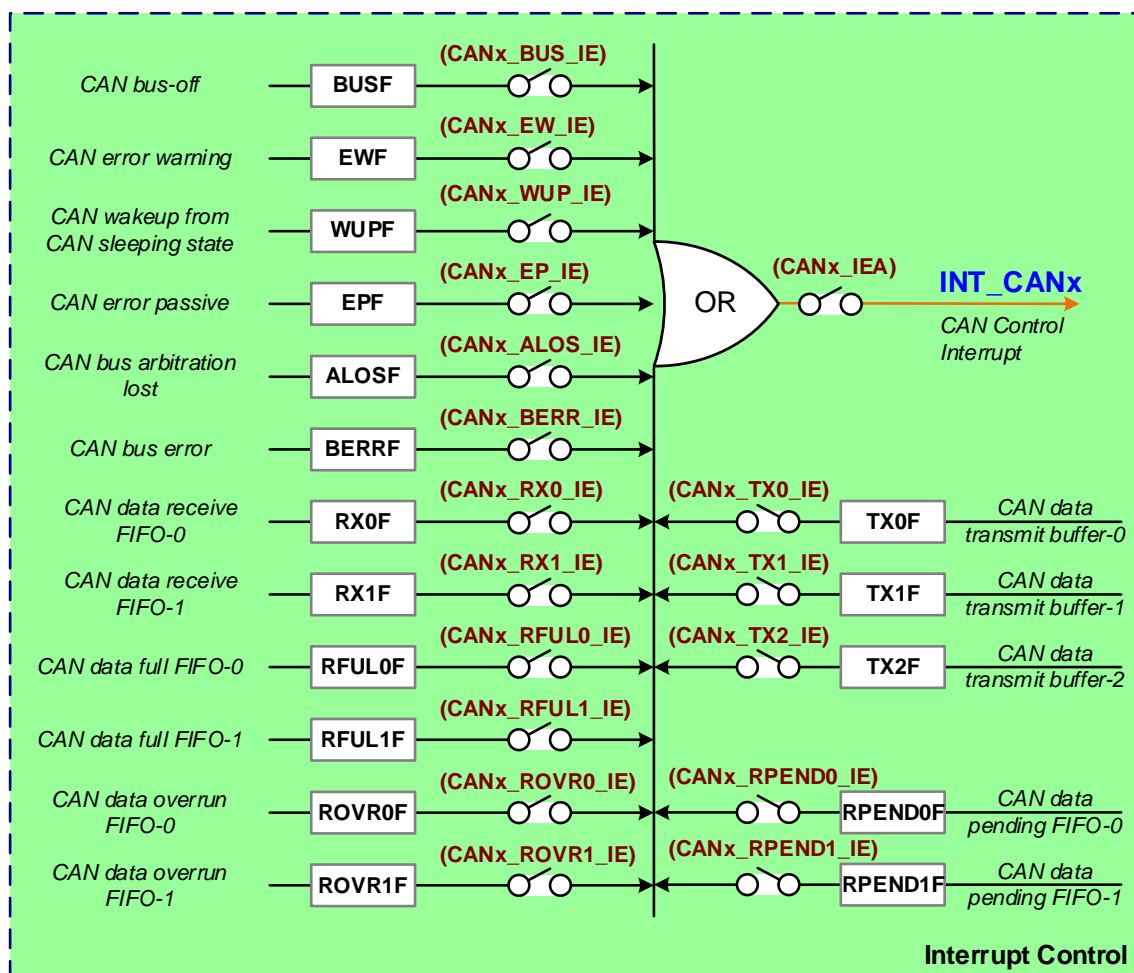 (CANx_BUS_IE)
CAN bus-off
BUSF
(CANx_EW_IE)
CAN error warning
EWF
(CANx_WUP_IE)
CAN wakeup from
CAN sleeping state
WUPF
(CANx_EP_IE)
CAN error passive
EPF
OR
(CANx_IEA)
INT_CANx
CAN Control
Interrupt
(CANx_ALOS_IE)
CAN bus arbitration
lost
ALOSF
(CANx_BERR_IE)
CAN bus error
BERRF
(CANx_RX0_IE)
CAN data receive
FIFO-0
RX0F
(CANx_TX0_IE)
TX0F
CAN data
transmit buffer-0
(CANx_RX1_IE)
CAN data receive
FIFO-1
RX1F
(CANx_TX1_IE)
TX1F
CAN data
transmit buffer-1
(CANx_RFUL0_IE)
CAN data full FIFO-0
RFUL0F
(CANx_TX2_IE)
TX2F
CAN data
transmit buffer-2
(CANx_RFUL1_IE)
CAN data full FIFO-1
RFUL1F
(CANx_ROVR0_IE)
CAN data overrun
FIFO-0
ROVR0F
(CANx_RPEND0_IE)
RPEND0F
CAN data
pending FIFO-0
(CANx_ROVR1_IE)
CAN data overrun
FIFO-1
ROVR1F
(CANx_RPEND1_IE)
RPEND1F
CAN data
pending FIFO-1
Interrupt Control